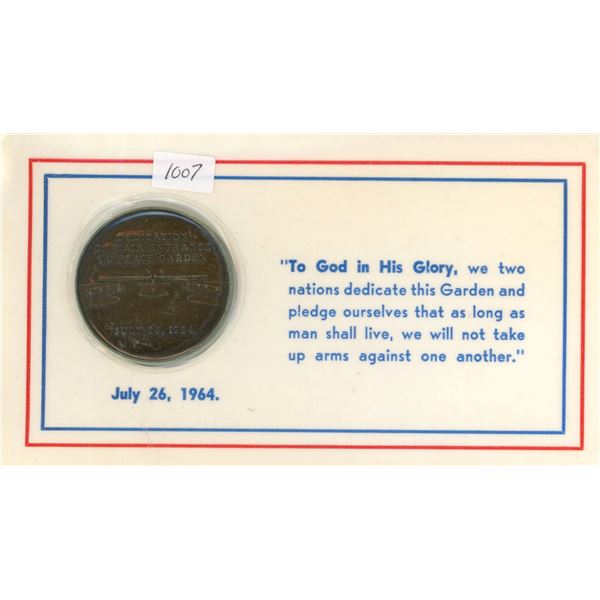 1007
DEDICATION
OF MAIN ENTRANCE
TO PEACE GARDEN
JULY 26, 1964
"To God in His Glory, we two
nations dedicate this Garden and
pledge ourselves that as long as
man shall live, we will not take
up arms against one another."
July 26, 1964.